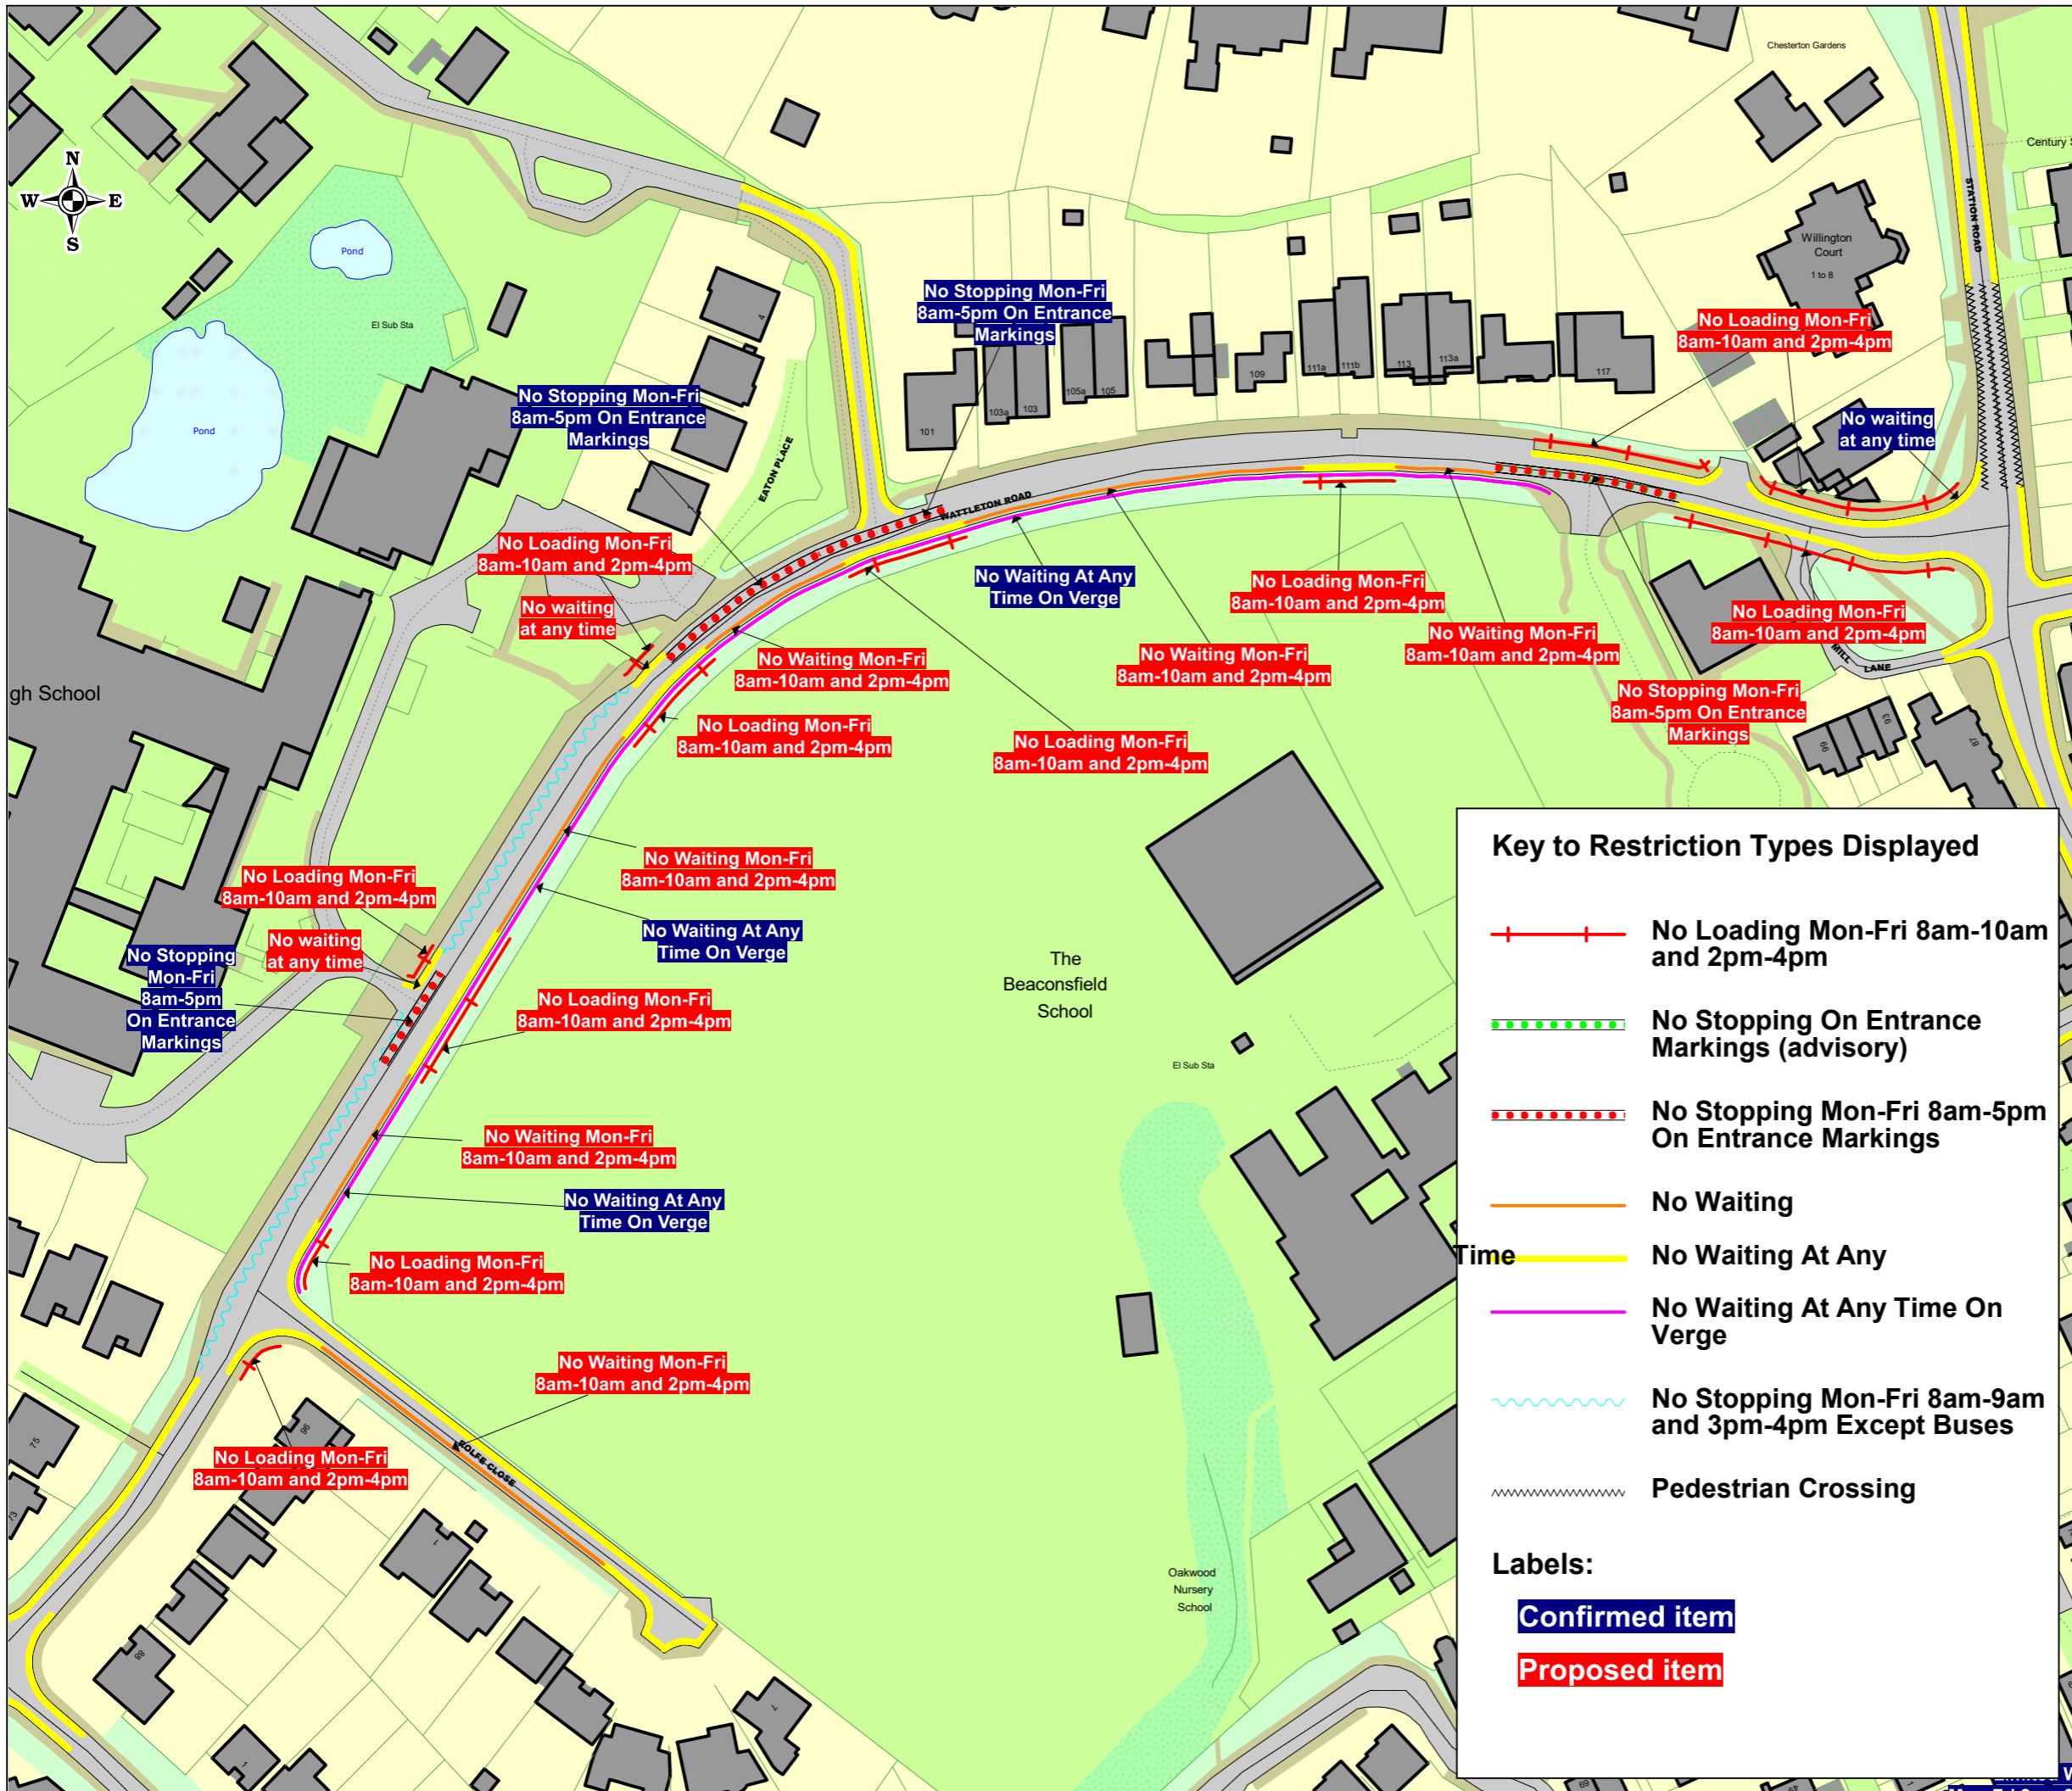 Chesterton Gardens
Century
N
W E
S
STATION ROAD
Pond
Willington
Court
1 to 8
El Sub Sta
4
No Stopping Mon-Fri
8am-5pm On Entrance
Markings
No Loading Mon-Fri
8am-10am and 2pm-4pm
111a
111b
113
113a
109
117
105a
105
103a
103
101
No Stopping Mon-Fri
8am-5pm On Entrance
Markings
No waiting
at any time
Pond
EATON PLACE
1
WATTLETON ROAD
No Loading Mon-Fri
8am-10am and 2pm-4pm
No Waiting At Any
Time On Verge
No Loading Mon-Fri
8am-10am and 2pm-4pm
No waiting
at any time
No Loading Mon-Fri
8am-10am and 2pm-4pm
No Waiting Mon-Fri
8am-10am and 2pm-4pm
No Waiting Mon-Fri
8am-10am and 2pm-4pm
No Waiting Mon-Fri
8am-10am and 2pm-4pm
MILL LANE
gh School
No Stopping Mon-Fri
8am-5pm On Entrance
Markings
No Loading Mon-Fri
8am-10am and 2pm-4pm
No Loading Mon-Fri
8am-10am and 2pm-4pm
99
93
87
No Waiting Mon-Fri
8am-10am and 2pm-4pm
No Loading Mon-Fri
8am-10am and 2pm-4pm
No Waiting At Any
Time On Verge
No waiting
at any time
No Stopping
Mon-Fri
8am-5pm
On Entrance
Markings
The
Beaconsfield
School
No Loading Mon-Fri
8am-10am and 2pm-4pm
El Sub Sta
No Waiting Mon-Fri
8am-10am and 2pm-4pm
No Waiting At Any
Time On Verge
No Loading Mon-Fri
8am-10am and 2pm-4pm
No Waiting Mon-Fri
8am-10am and 2pm-4pm
96
75
ROLFE CLOSE
No Loading Mon-Fri
8am-10am and 2pm-4pm
73
1
Oakwood
Nursery
School
88
7
1
69
Key to Restriction Types Displayed
No Loading Mon-Fri 8am-10am
and 2pm-4pm
No Stopping On Entrance
Markings (advisory)
No Stopping Mon-Fri 8am-5pm
On Entrance Markings
No Waiting
No Waiting At Any
Time
No Waiting At Any Time On
Verge
No Stopping Mon-Fri 8am-9am
and 3pm-4pm Except Buses
Pedestrian Crossing
Labels:
Confirmed item
Proposed item